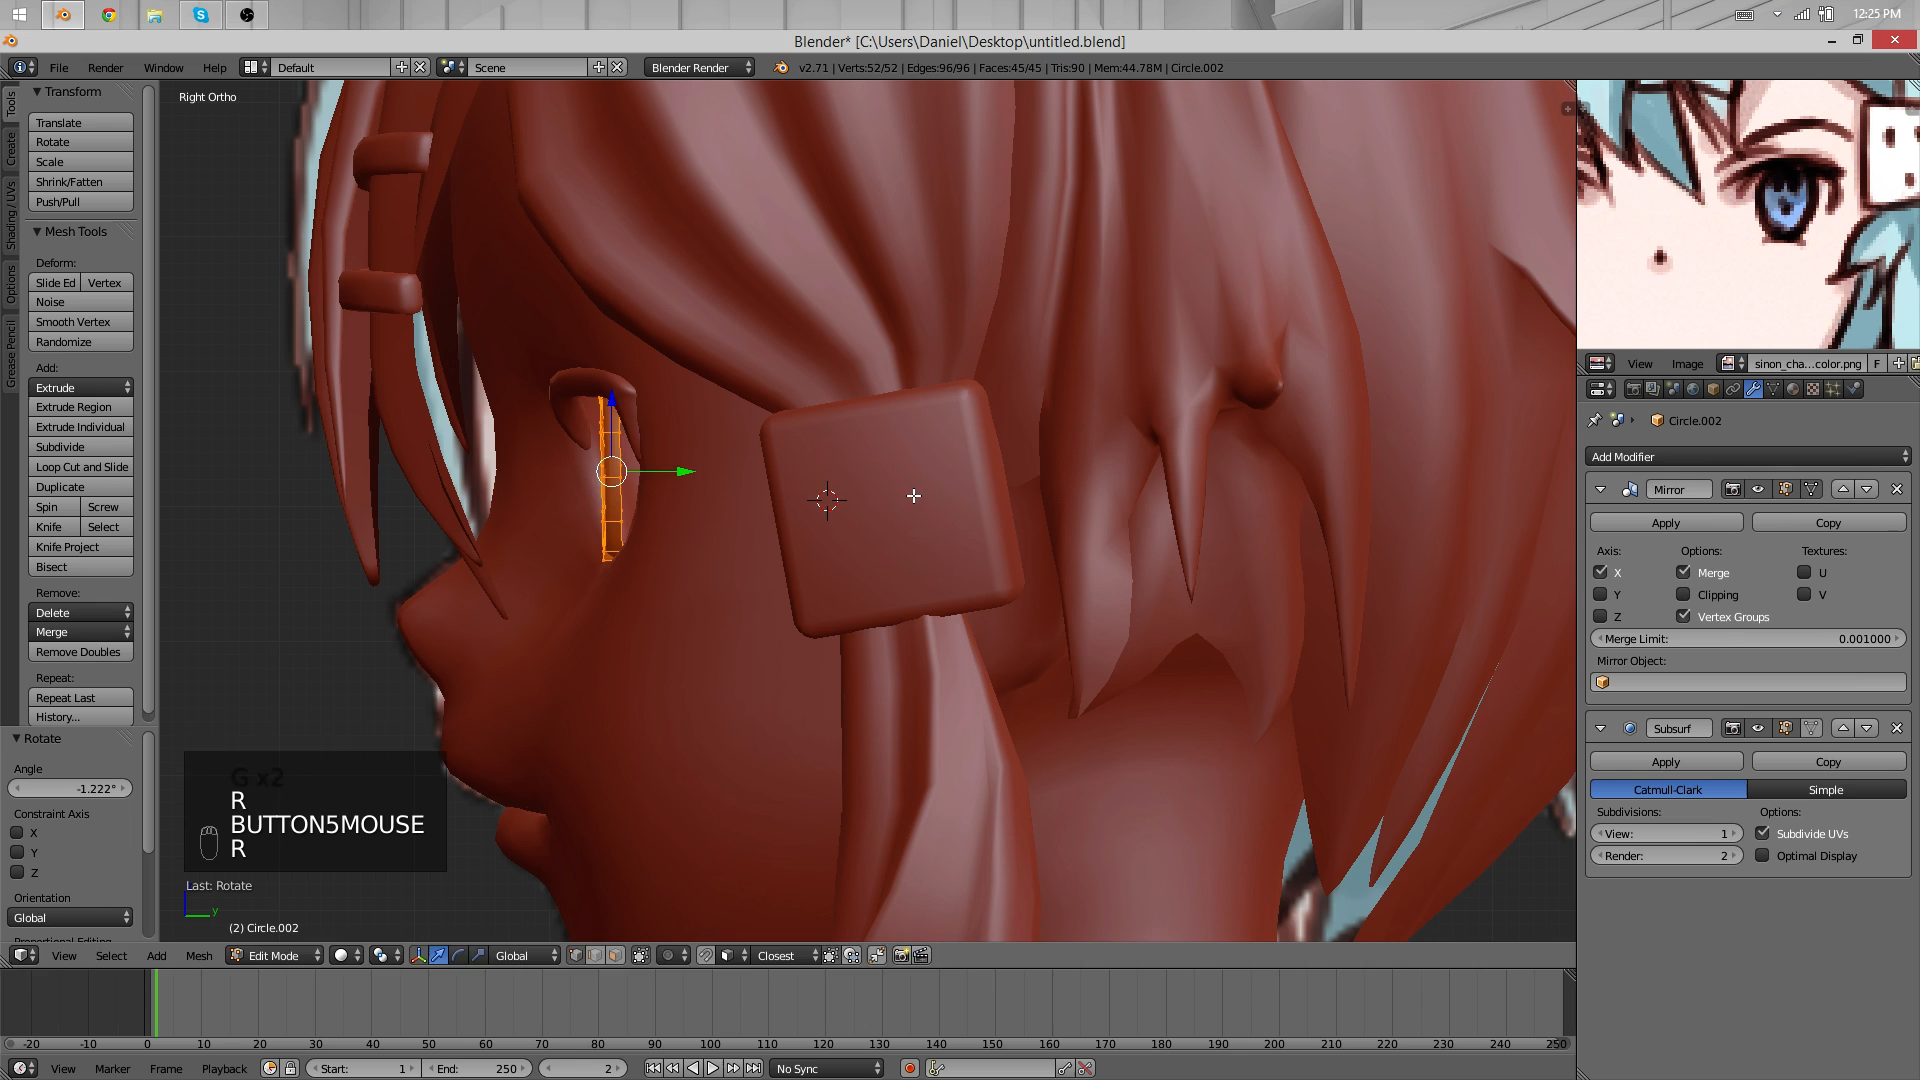 12:25 PM
Blender* [C:\Users\Daniel\Desktop\untitled.blend]
File Render Window Help Default Scene Blender Render v2.71 | Verts:52/52 | Edges:96/96 | Faces:45/45 | Tris:90 | Mem:44.78M | Circle.002
Tools
Create
Shading / UVs
Options
Grease Pencil
Transform
Translate
Rotate
Scale
Shrink/Fatten
Push/Pull
Mesh Tools
Deform:
Slide Ed Vertex
Noise
Smooth Vertex
Randomize
Add:
Extrude
Extrude Region
Extrude Individual
Subdivide
Loop Cut and Slide
Duplicate
Spin Screw
Knife Select
Knife Project
Bisect
Remove:
Delete
Merge
Remove Doubles
Repeat:
Repeat Last
History...
Rotate
Angle
-1.222°
Constraint Axis
X
Y
Z
Orientation
Global
Right Ortho
G x2
R
BUTTON5MOUSE
R
Last: Rotate
y
(2) Circle.002
View Image sinon_cha...color.png F
Circle.002
Add Modifier
Mirror
Apply Copy
Axis: Options: Textures:
X Merge U
Y Clipping V
Z Vertex Groups
Merge Limit: 0.001000
Mirror Object:
Subsurf
Apply Copy
Catmull-Clark Simple
Subdivisions: Options:
View: 1 Subdivide UVs
Render: 2 Optimal Display
View Select Add Mesh Edit Mode Global Closest
-20 -10 0 10 20 30 40 50 60 70 80 90 100 110 120 130 140 150 160 170 180 190 200 210 220 230 240 250
View Marker Frame Playback Start: 1 End: 250 2 No Sync